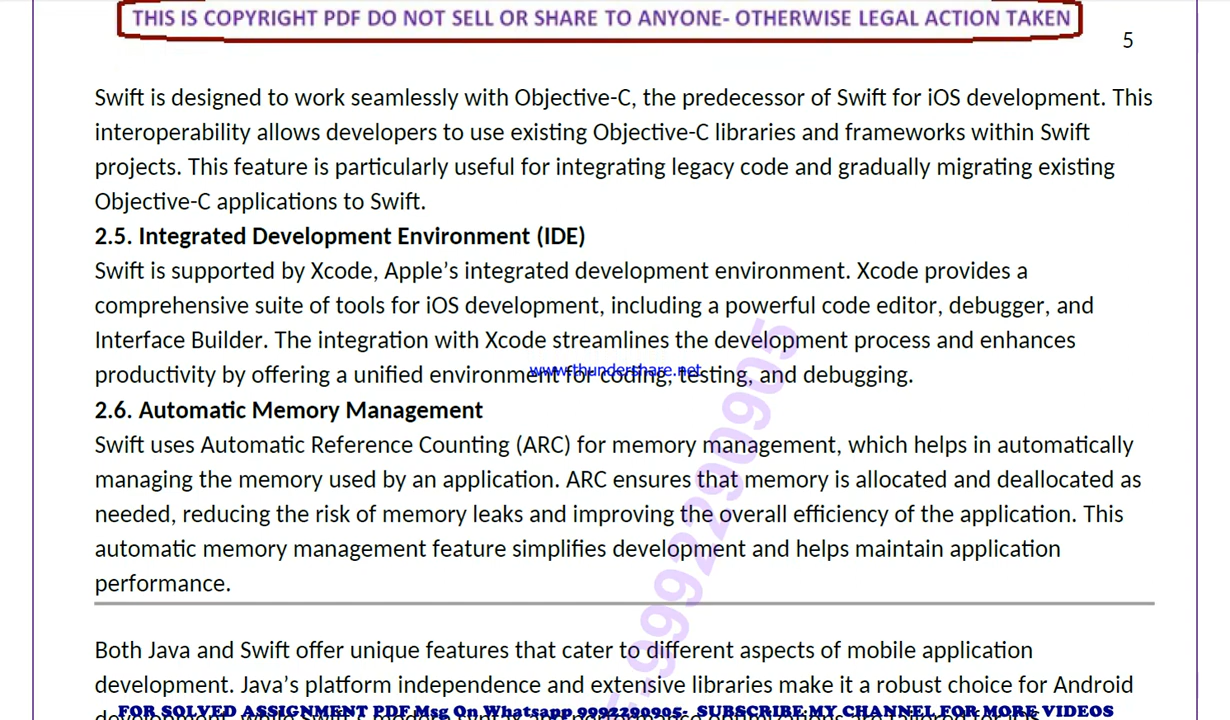 THIS IS COPYRIGHT PDF DO NOT SELL OR SHARE TO ANYONE- OTHERWISE LEGAL ACTION TAKEN
5
Swift is designed to work seamlessly with Objective-C, the predecessor of Swift for iOS development. This
interoperability allows developers to use existing Objective-C libraries and frameworks within Swift
projects. This feature is particularly useful for integrating legacy code and gradually migrating existing
Objective-C applications to Swift.
2.5. Integrated Development Environment (IDE)
Swift is supported by Xcode, Apple’s integrated development environment. Xcode provides a
comprehensive suite of tools for iOS development, including a powerful code editor, debugger, and
Interface Builder. The integration with Xcode streamlines the development process and enhances
productivity by offering a unified environment for coding, testing, and debugging.
www.thundershare.net
2.6. Automatic Memory Management
Swift uses Automatic Reference Counting (ARC) for memory management, which helps in automatically
managing the memory used by an application. ARC ensures that memory is allocated and deallocated as
needed, reducing the risk of memory leaks and improving the overall efficiency of the application. This
automatic memory management feature simplifies development and helps maintain application
performance.
9992290905
Both Java and Swift offer unique features that cater to different aspects of mobile application
development. Java’s platform independence and extensive libraries make it a robust choice for Android
FOR SOLVED ASSIGNMENT PDF Msg On Whatsapp 9992290905- SUBSCRIBE MY CHANNEL FOR MORE VIDEOS